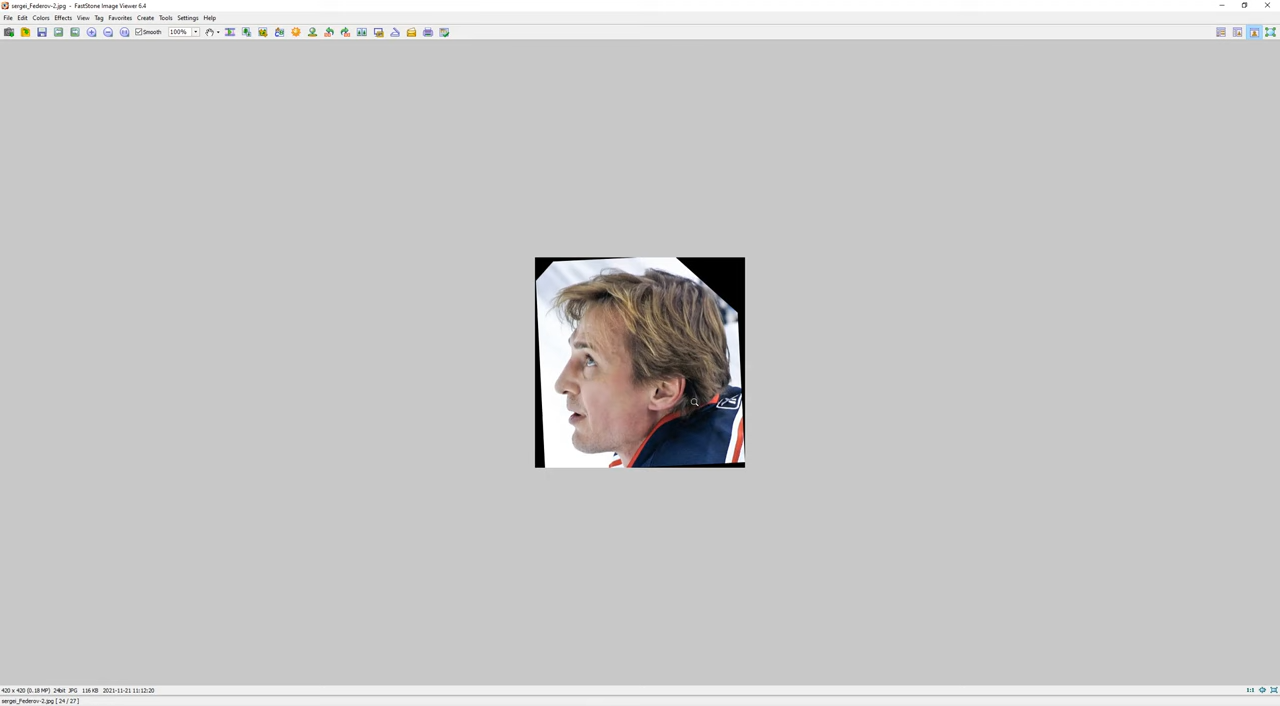 sergei_Federov-2.jpg - FastStone Image Viewer 6.4
File Edit Colors Effects View Tag Favorites Create Tools Settings Help
Smooth 100%
420 x 420 (0.18 MP) 24bit JPG 116 KB 2021-11-21 11:12:20 1:1
sergei_Federov-2.jpg [ 24 / 27 ]